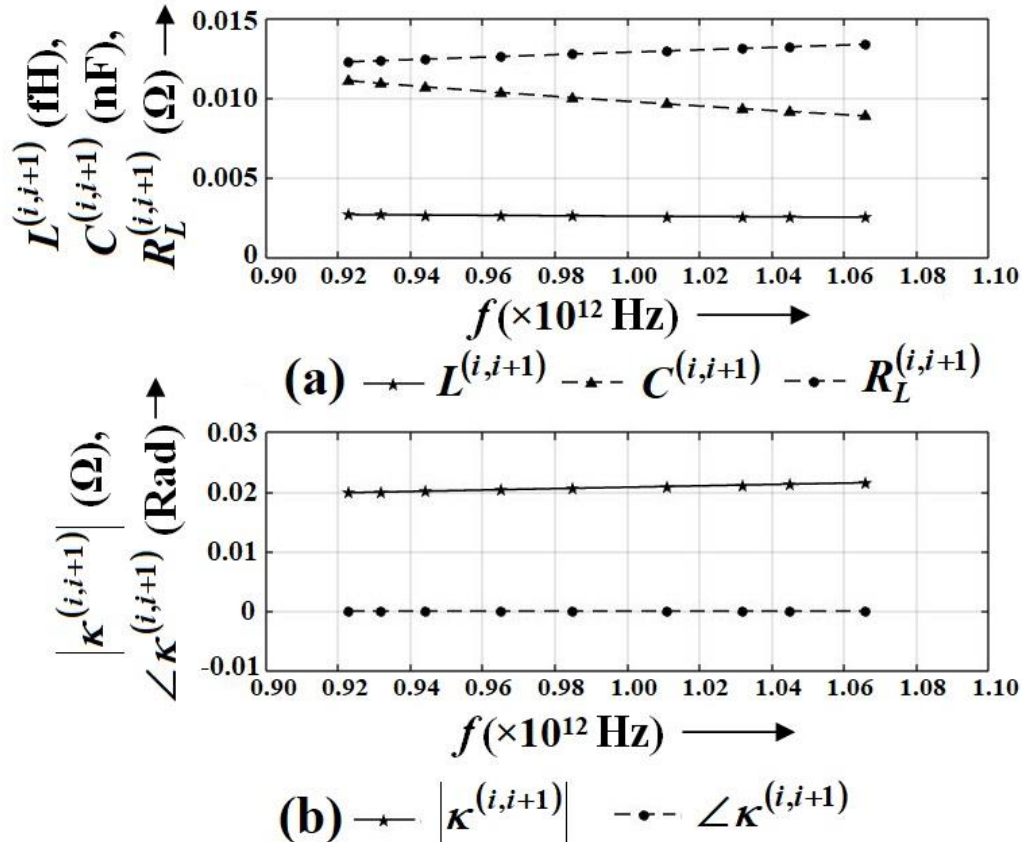 L^(i,i+1) (fH),
C^(i,i+1) (nF),
R_L^(i,i+1) (Ω)
0.015
0.010
0.005
0
0.90 0.92 0.94 0.96 0.98 1.00 1.02 1.04 1.06 1.08 1.10
f (×10¹² Hz)
(a) L^(i,i+1) C^(i,i+1) R_L^(i,i+1)
|κ^(i,i+1)| (Ω),
∠κ^(i,i+1) (Rad)
0.03
0.02
0.01
0
-0.01
0.90 0.92 0.94 0.96 0.98 1.00 1.02 1.04 1.06 1.08 1.10
f (×10¹² Hz)
(b) |κ^(i,i+1)| ∠κ^(i,i+1)